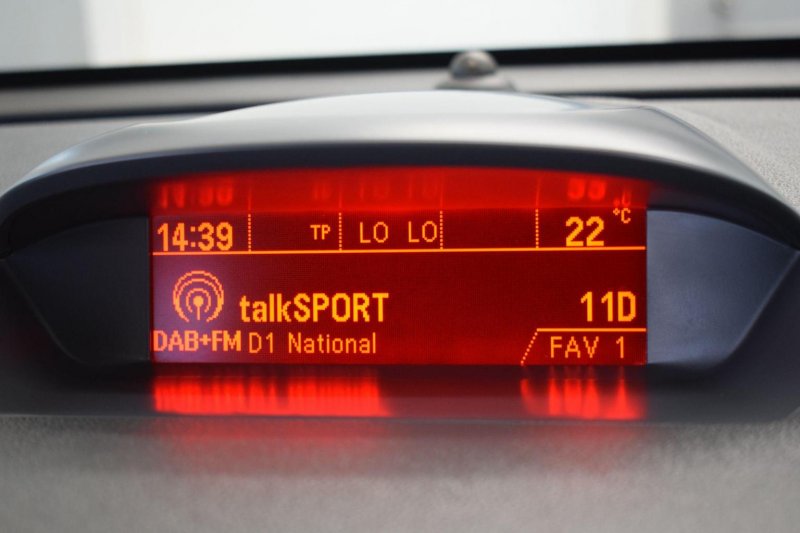 14:39 TP LO LO 22 °C
talkSPORT 11D
DAB+FM D1 National FAV 1